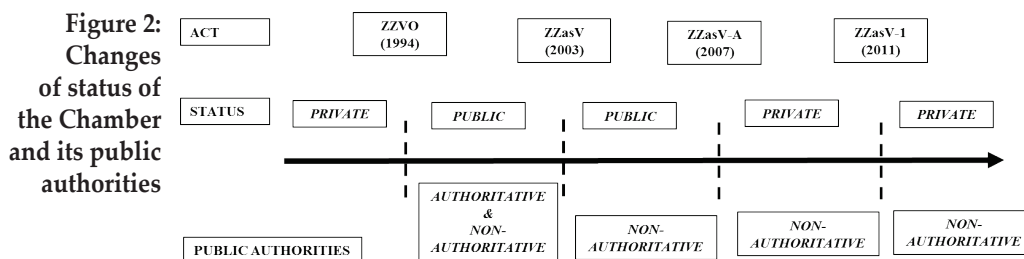 Figure 2:
Changes
of status of
the Chamber
and its public
authorities
ACT
ZZVO
(1994)
ZZasV
(2003)
ZZasV-A
(2007)
ZZasV-1
(2011)
STATUS
PRIVATE
PUBLIC
PUBLIC
PRIVATE
PRIVATE
PUBLIC AUTHORITIES
AUTHORITATIVE
&
NON-
AUTHORITATIVE
NON-
AUTHORITATIVE
NON-
AUTHORITATIVE
NON-
AUTHORITATIVE